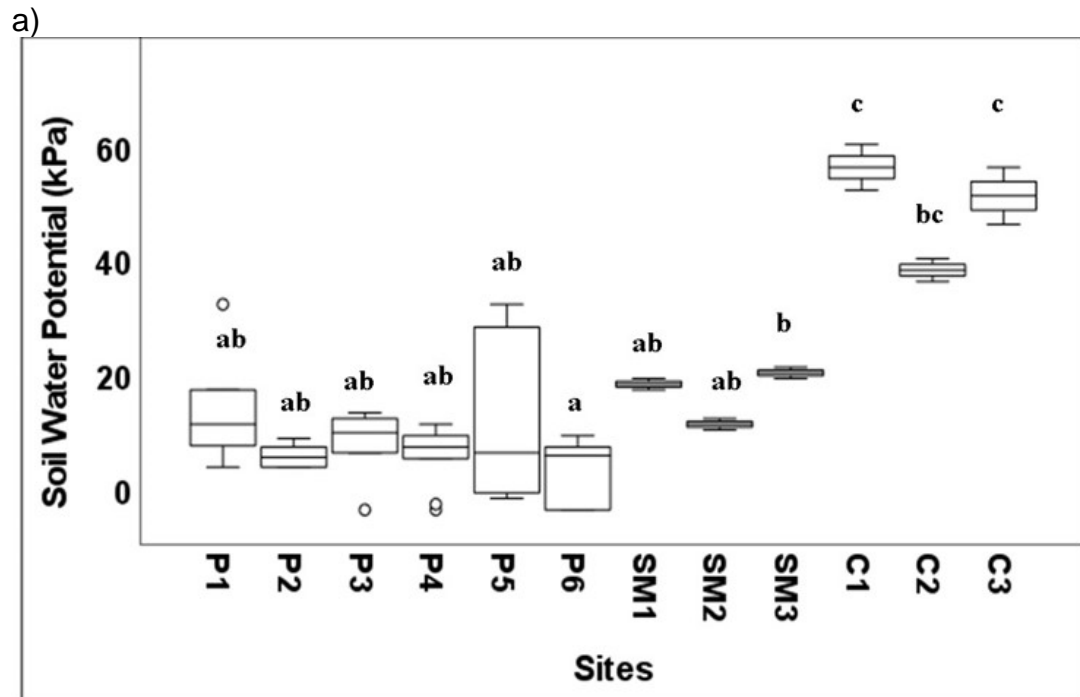 a)
Soil Water Potential (kPa)
60
40
20
0
c
c
bc
ab
ab
b
ab
ab
ab
ab
ab
a
P1
P2
P3
P4
P5
P6
SM1
SM2
SM3
C1
C2
C3
Sites